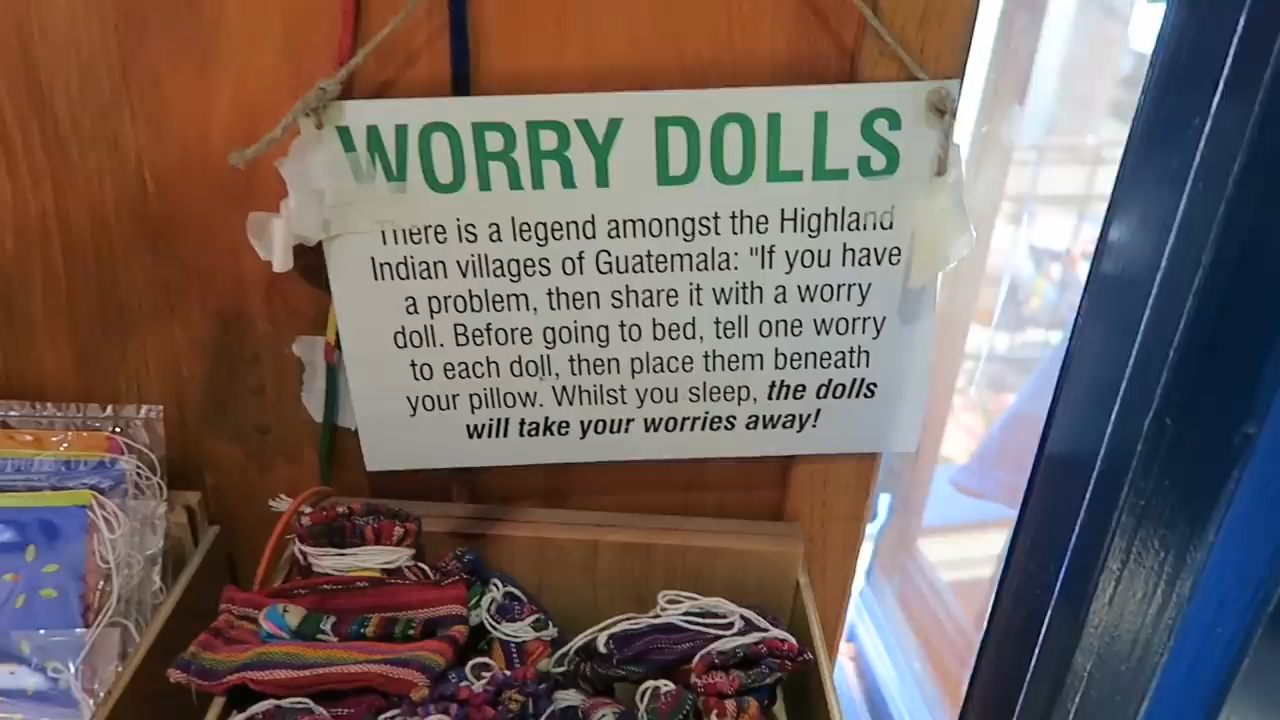 WORRY DOLLS
There is a legend amongst the Highland
Indian villages of Guatemala: "If you have
a problem, then share it with a worry
doll. Before going to bed, tell one worry
to each doll, then place them beneath
your pillow. Whilst you sleep, the dolls
will take your worries away!